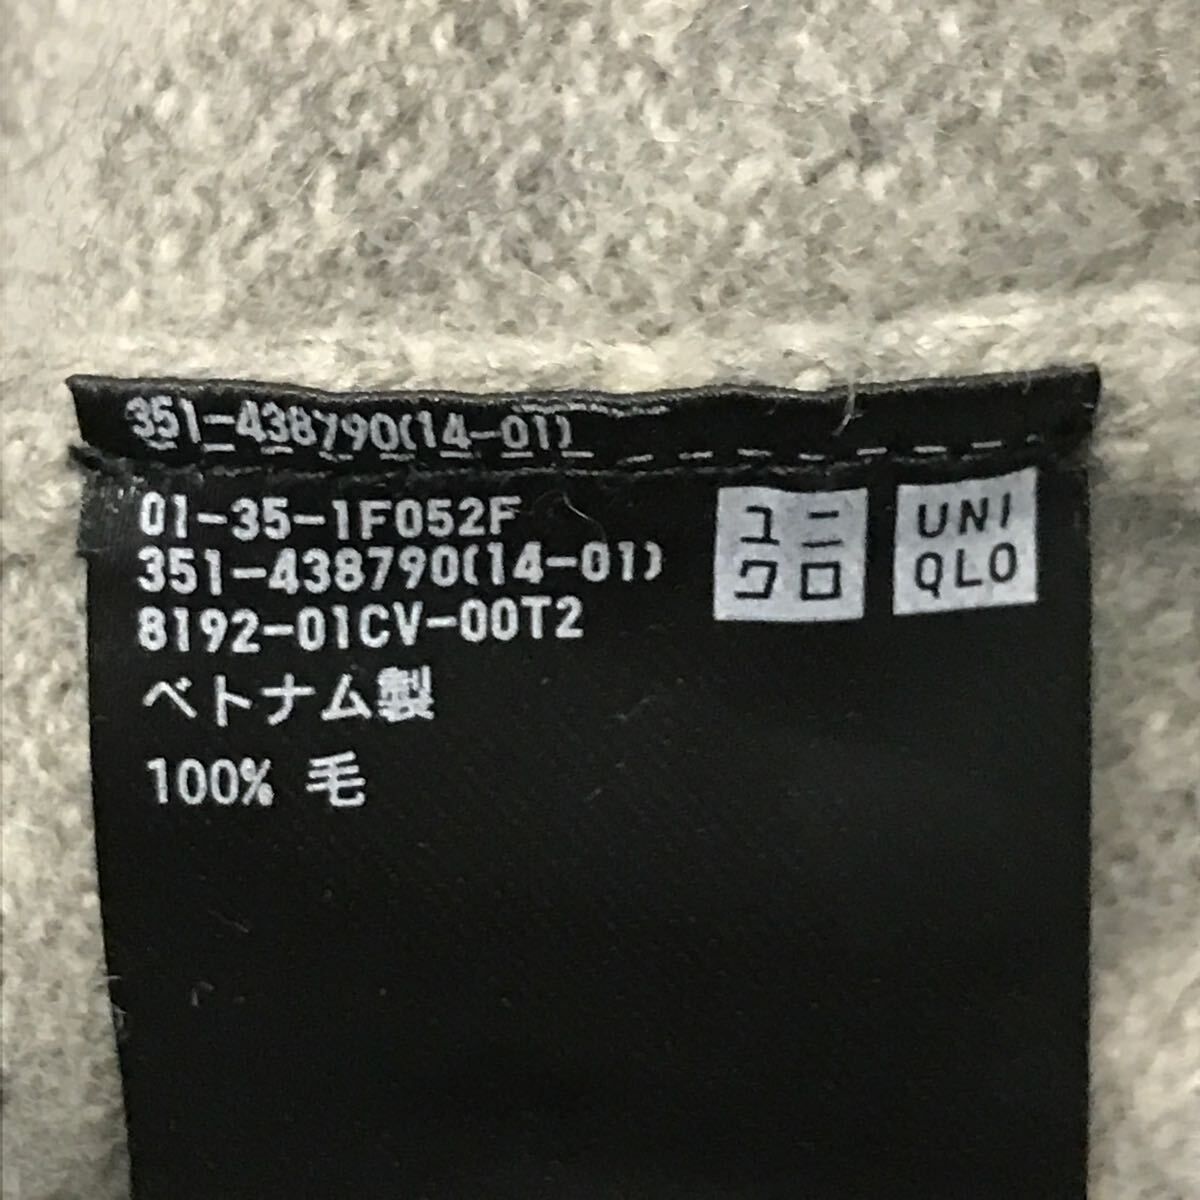 351-438790(14-01)
01-35-1F052F
351-438790(14-01)
8192-01CV-00T2
ベトナム製
100% 毛
ユニ
クロ
UNI
QLO